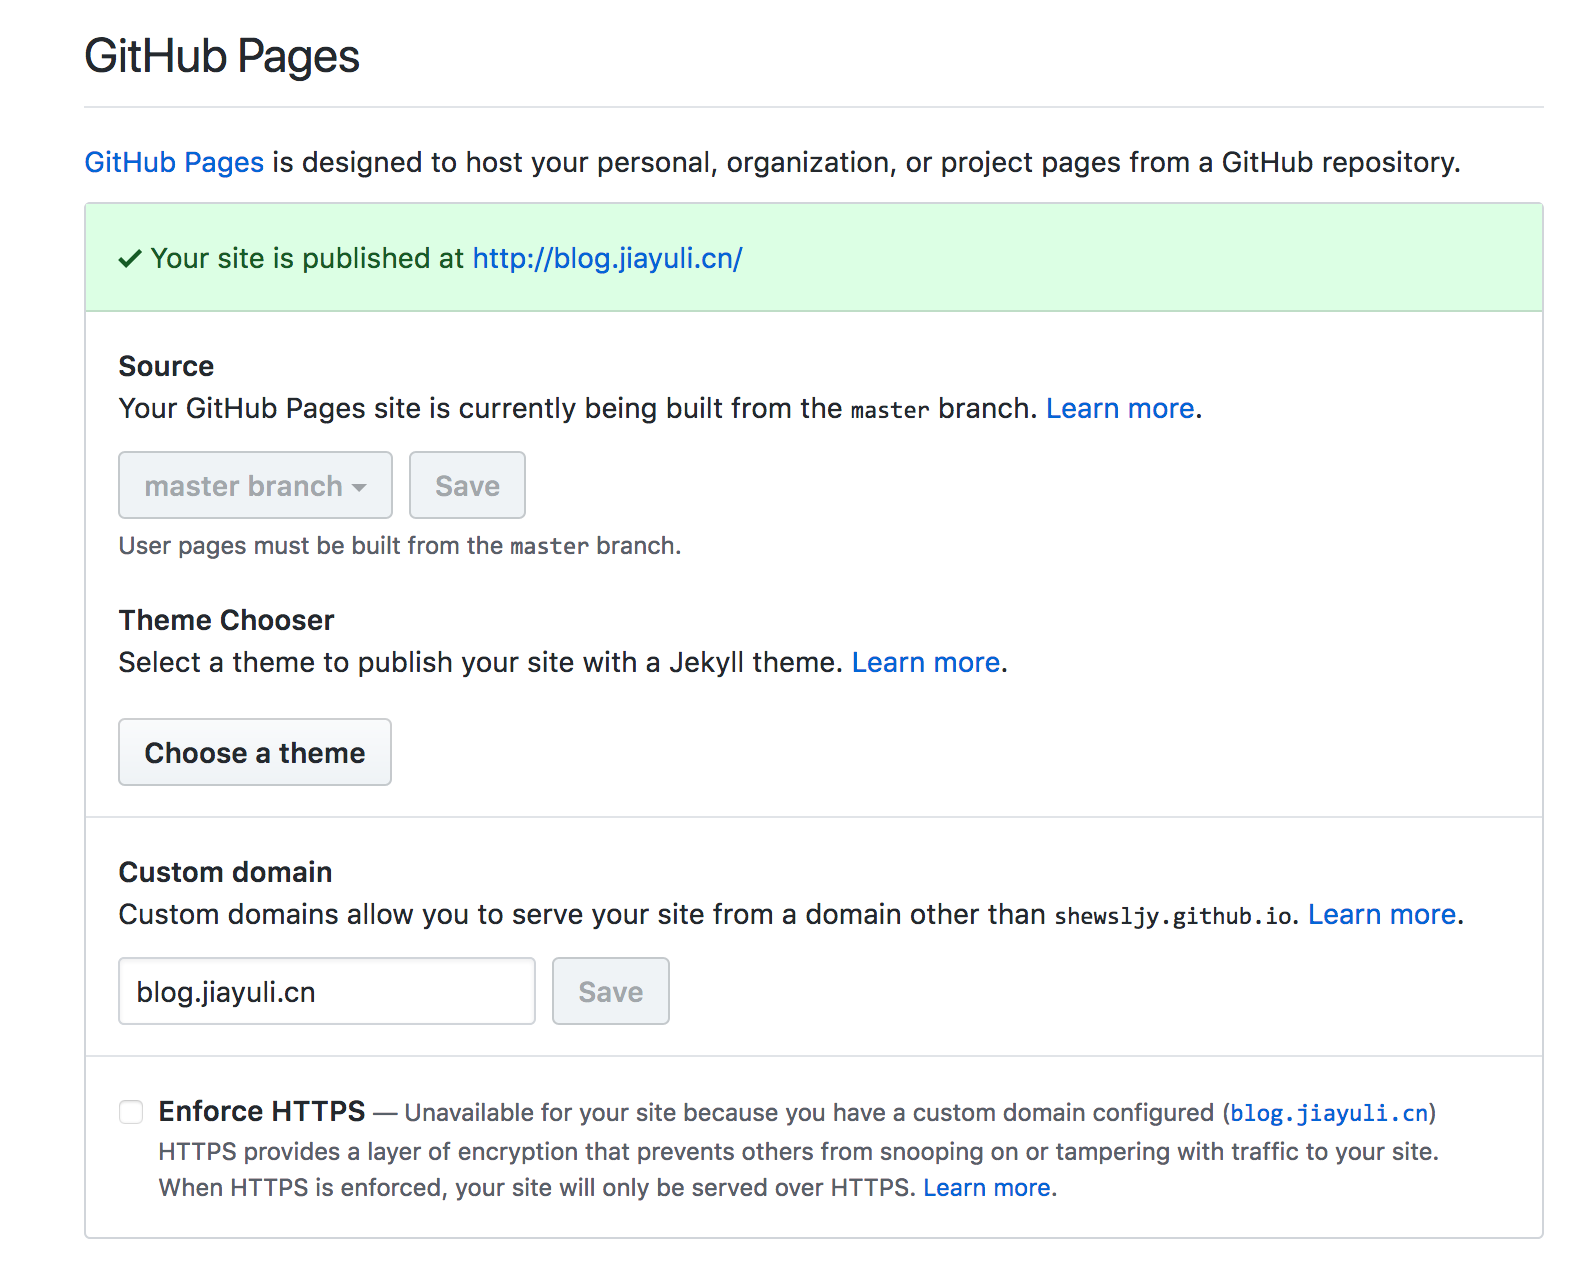 GitHub Pages
GitHub Pages is designed to host your personal, organization, or project pages from a GitHub repository.
✓ Your site is published at http://blog.jiayuli.cn/
Source
Your GitHub Pages site is currently being built from the master branch. Learn more.
master branch Save
User pages must be built from the master branch.
Theme Chooser
Select a theme to publish your site with a Jekyll theme. Learn more.
Choose a theme
Custom domain
Custom domains allow you to serve your site from a domain other than shewsljy.github.io. Learn more.
blog.jiayuli.cn Save
Enforce HTTPS — Unavailable for your site because you have a custom domain configured (blog.jiayuli.cn)
HTTPS provides a layer of encryption that prevents others from snooping on or tampering with traffic to your site.
When HTTPS is enforced, your site will only be served over HTTPS. Learn more.